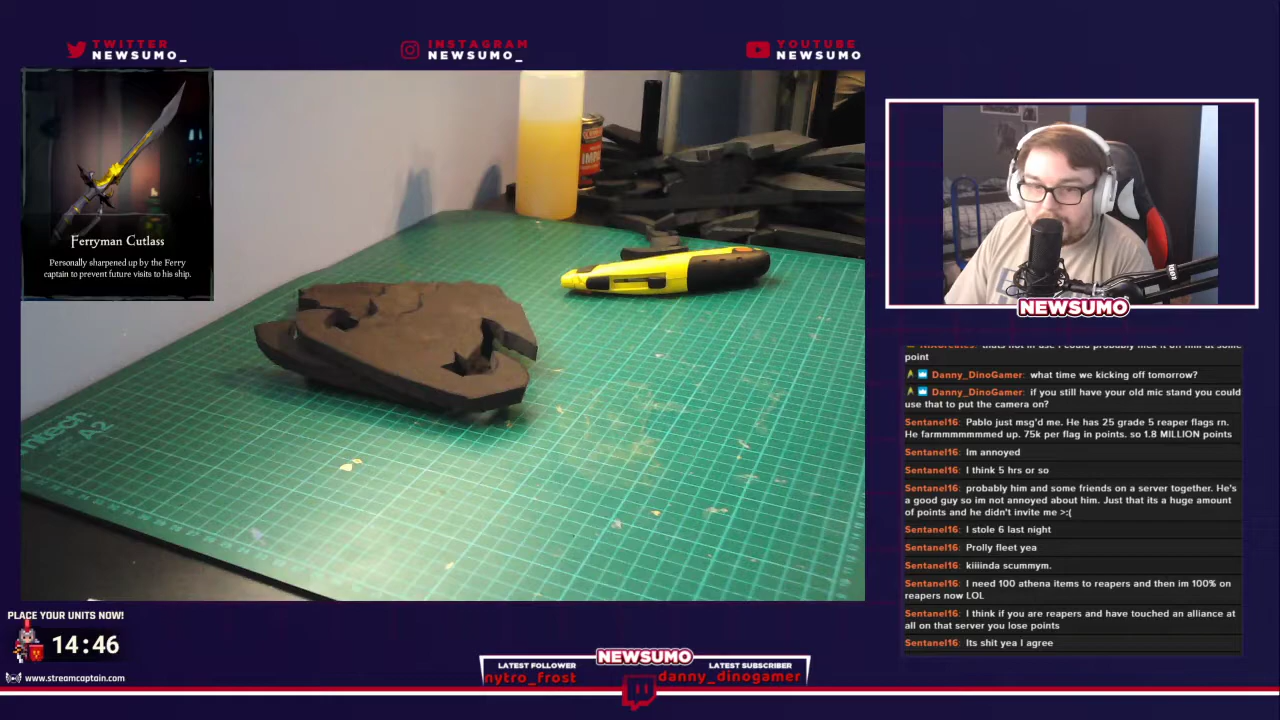 TWITTER
NEWSUMO_
INSTAGRAM
NEWSUMO_
YOUTUBE
NEWSUMO
Ferryman Cutlass
Personally sharpened up by the Ferry
captain to prevent future visits to his ship.
A2
NEWSUMO
point
Danny_DinoGamer: what time we kicking off tomorrow?
Danny_DinoGamer: if you still have your old mic stand you could
use that to put the camera on?
Sentanel16: Pablo just msg'd me. He has 25 grade 5 reaper flags rn.
He farmmmmmmmed up. 75k per flag in points. so 1.8 MILLION points
Sentanel16: Im annoyed
Sentanel16: I think 5 hrs or so
Sentanel16: probably him and some friends on a server together. He's
a good guy so im not annoyed about him. Just that its a huge amount
of points and he didn't invite me >:(
Sentanel16: I stole 6 last night
Sentanel16: Prolly fleet yea
Sentanel16: kiiiinda scummym.
Sentanel16: I need 100 athena items to reapers and then im 100% on
reapers now LOL
Sentanel16: I think if you are reapers and have touched an alliance at
all on that server you lose points
Sentanel16: Its shit yea I agree
PLACE YOUR UNITS NOW!
14:46
www.streamcaptain.com
NEWSUMO
LATEST FOLLOWER
nytro_frost
LATEST SUBSCRIBER
danny_dinogamer